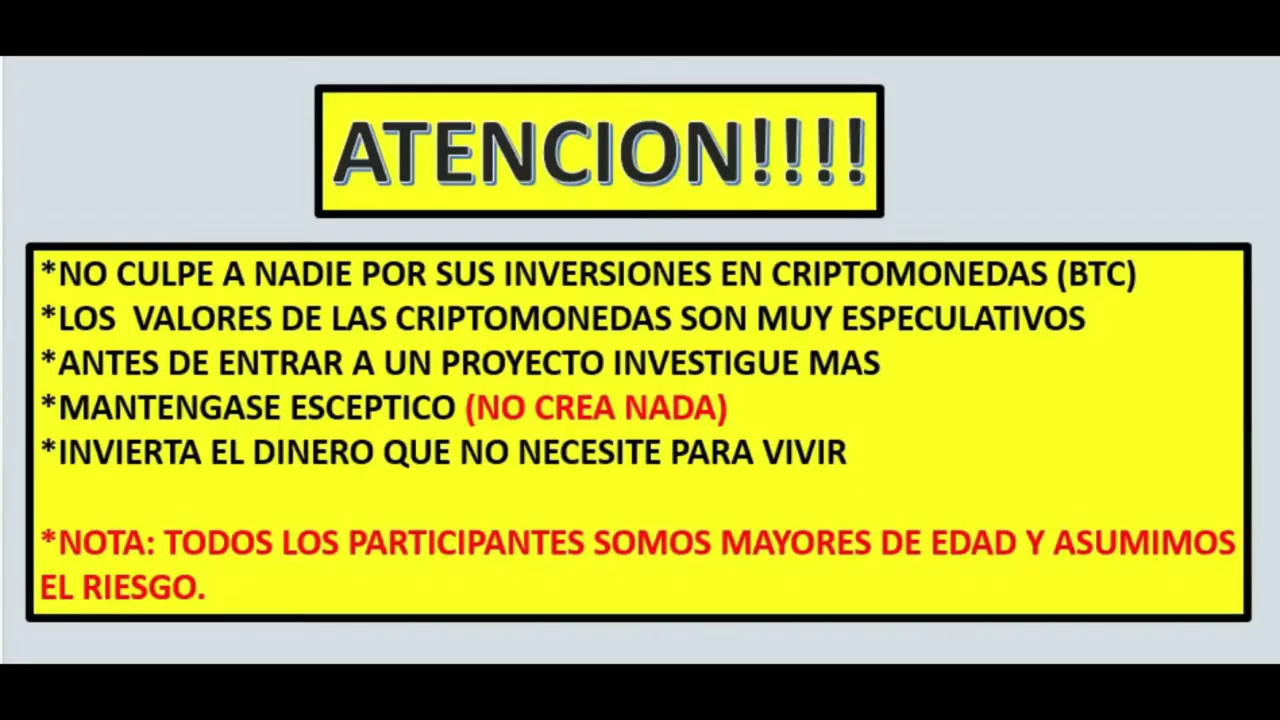 ATENCION!!!!
*NO CULPE A NADIE POR SUS INVERSIONES EN CRIPTOMONEDAS (BTC)
*LOS  VALORES DE LAS CRIPTOMONEDAS SON MUY ESPECULATIVOS
*ANTES DE ENTRAR A UN PROYECTO INVESTIGUE MAS
*MANTENGASE ESCEPTICO (NO CREA NADA)
*INVIERTA EL DINERO QUE NO NECESITE PARA VIVIR
*NOTA: TODOS LOS PARTICIPANTES SOMOS MAYORES DE EDAD Y ASUMIMOS
EL RIESGO.